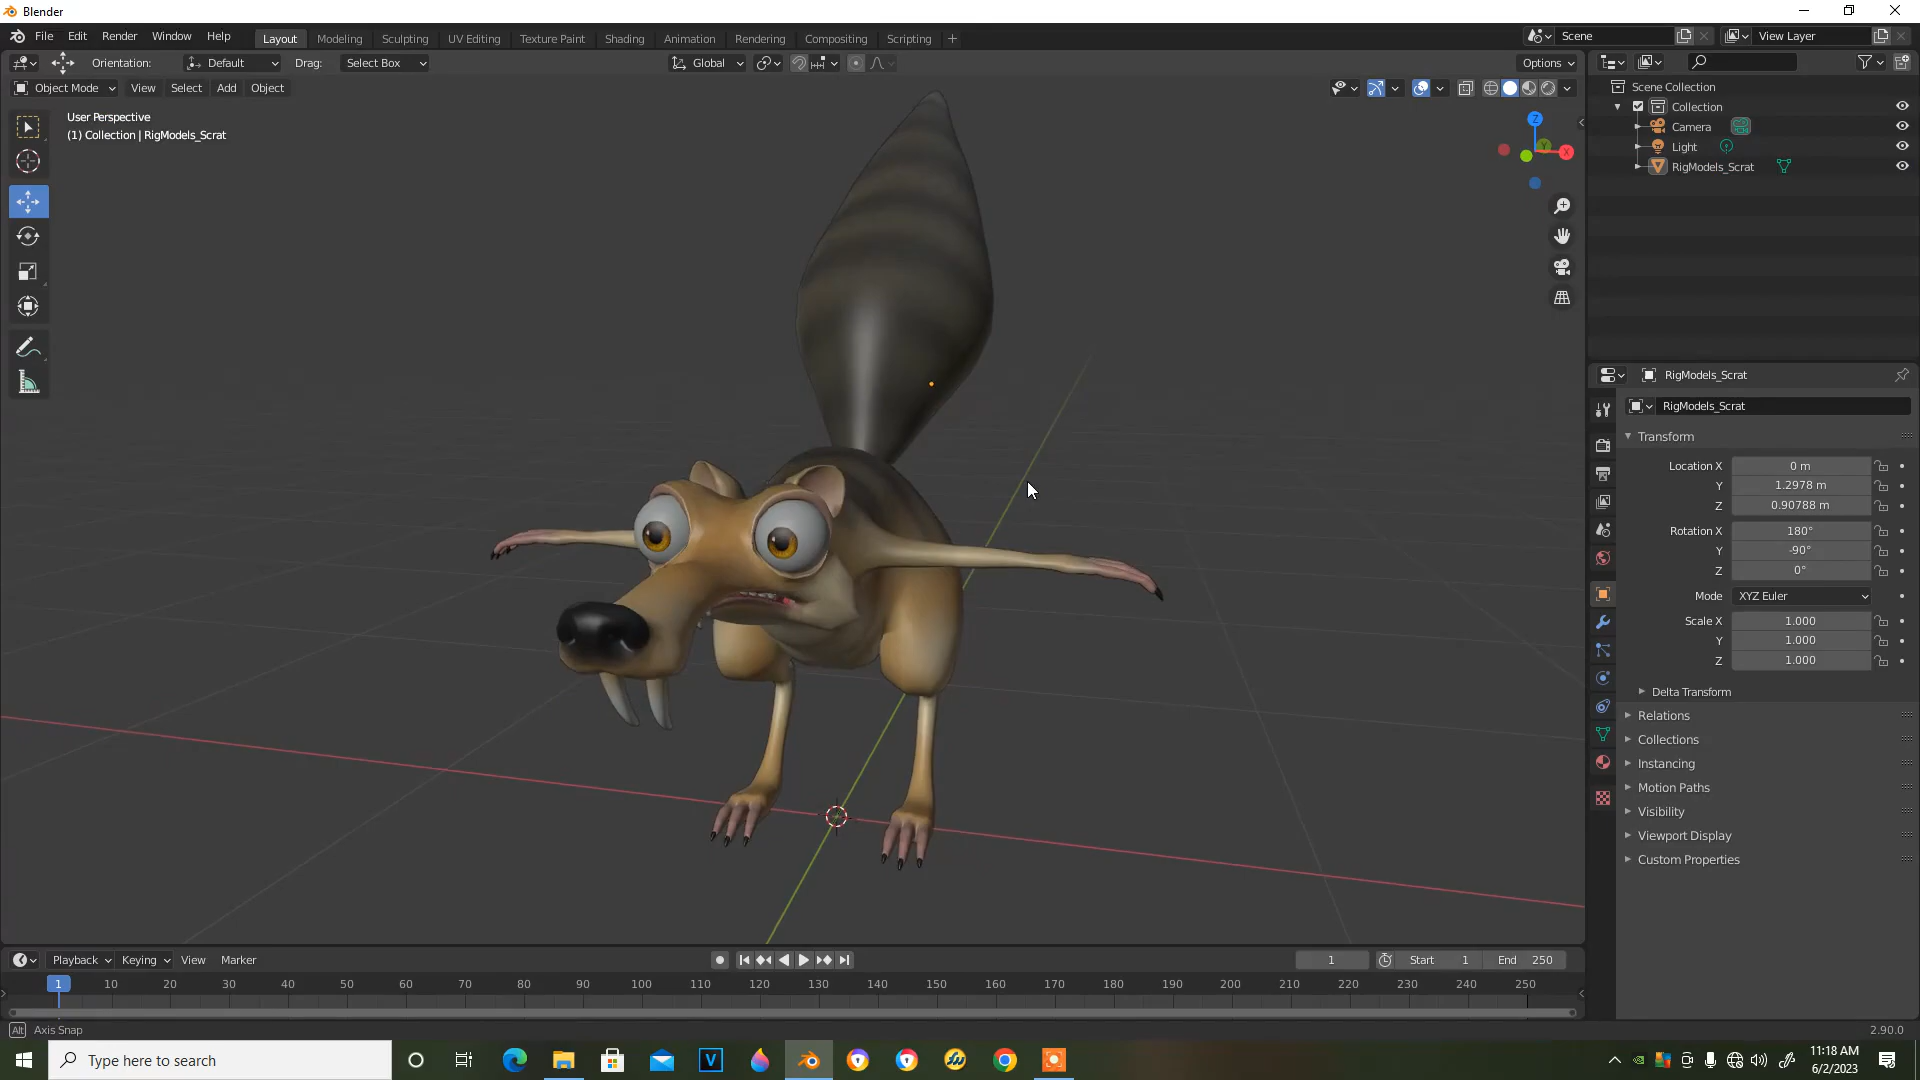 Blender
File Edit Render Window Help Layout Modeling Sculpting UV Editing Texture Paint Shading Animation Rendering Compositing Scripting + Scene View Layer
Orientation: Default Drag: Select Box Global Options
Object Mode View Select Add Object
User Perspective
(1) Collection | RigModels_Scrat
Z
Y
X
Scene Collection
Collection
Camera
Light
RigModels_Scrat
RigModels_Scrat
RigModels_Scrat
Transform
Location X 0 m
Y 1.2978 m
Z 0.90788 m
Rotation X 180°
Y -90°
Z 0°
Mode XYZ Euler
Scale X 1.000
Y 1.000
Z 1.000
Delta Transform
Relations
Collections
Instancing
Motion Paths
Visibility
Viewport Display
Custom Properties
Playback Keying View Marker 1 Start 1 End 250
1 10 20 30 40 50 60 70 80 90 100 110 120 130 140 150 160 170 180 190 200 210 220 230 240 250
Alt Axis Snap 2.90.0
Type here to search
V
11:18 AM
6/2/2023